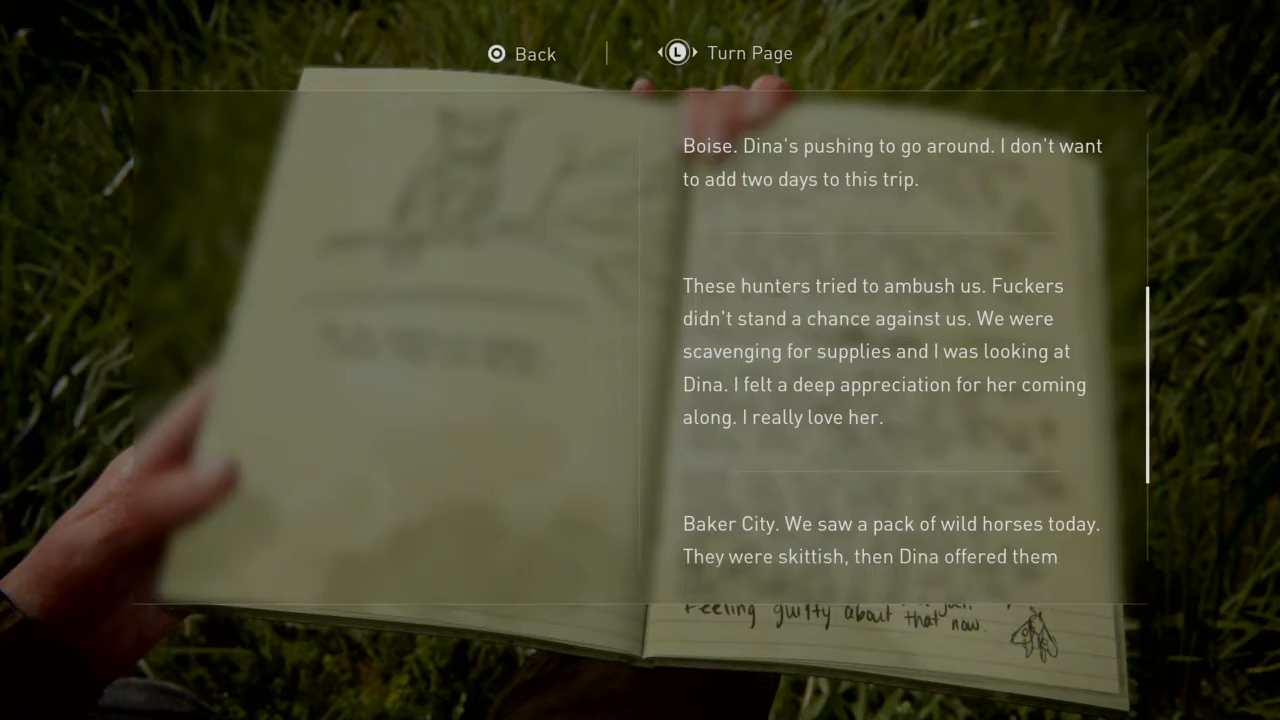 Back
L Turn Page
Boise. Dina's pushing to go around. I don't want
to add two days to this trip.
These hunters tried to ambush us. Fuckers
didn't stand a chance against us. We were
scavenging for supplies and I was looking at
Dina. I felt a deep appreciation for her coming
along. I really love her.
Baker City. We saw a pack of wild horses today.
They were skittish, then Dina offered them
Feeling guilty about that now.